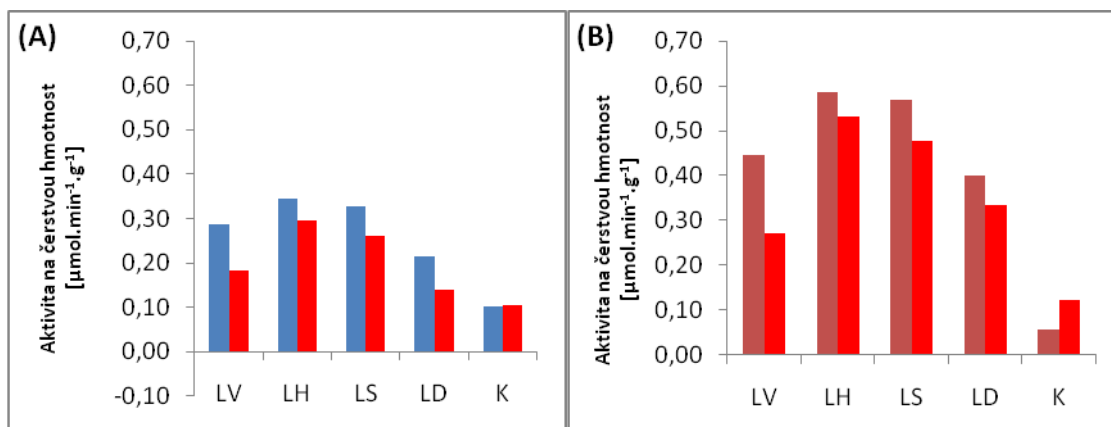 (A)
Aktivita na čerstvou hmotnost
[µmol.min⁻¹.g⁻¹]
0,70
0,60
0,50
0,40
0,30
0,20
0,10
0,00
-0,10
LV LH LS LD K
(B)
Aktivita na čerstvou hmotnost
[µmol.min⁻¹.g⁻¹]
0,70
0,60
0,50
0,40
0,30
0,20
0,10
0,00
LV LH LS LD K